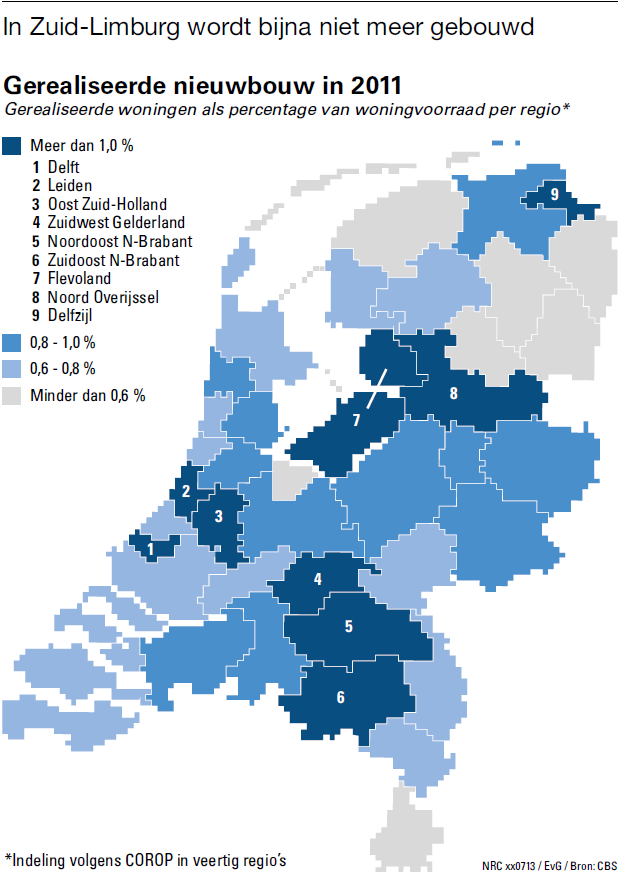 In Zuid-Limburg wordt bijna niet meer gebouwd
Gerealiseerde nieuwbouw in 2011
Gerealiseerde woningen als percentage van woningvoorraad per regio*
Meer dan 1,0 %
1 Delft
2 Leiden
3 Oost Zuid-Holland
4 Zuidwest Gelderland
5 Noordoost N-Brabant
6 Zuidoost N-Brabant
7 Flevoland
8 Noord Overijssel
9 Delfzijl
0,8 - 1,0 %
0,6 - 0,8 %
Minder dan 0,6 %
9
8
7
2
3
1
4
5
6
*Indeling volgens COROP in veertig regio's
NRC xx0713 / EvG / Bron: CBS